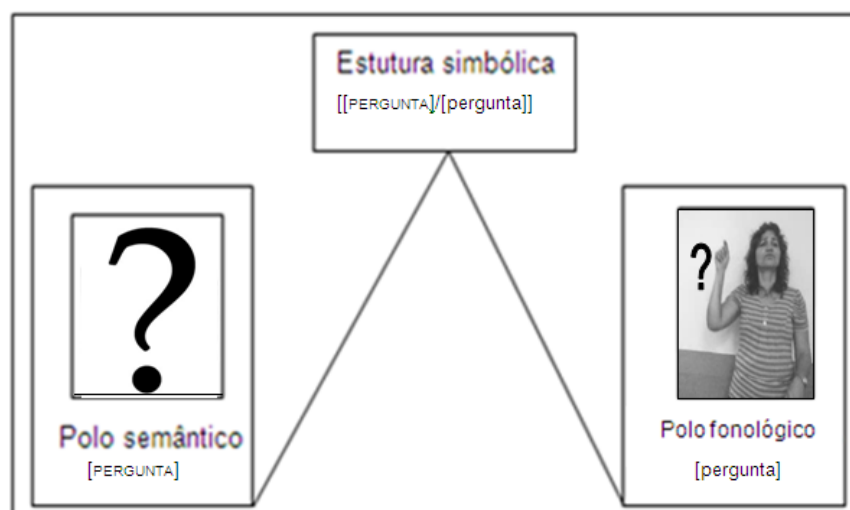 Estutura simbólica
[[PERGUNTA]/[pergunta]]
?
?
Polo semântico
[PERGUNTA]
Polo fonológico
[pergunta]